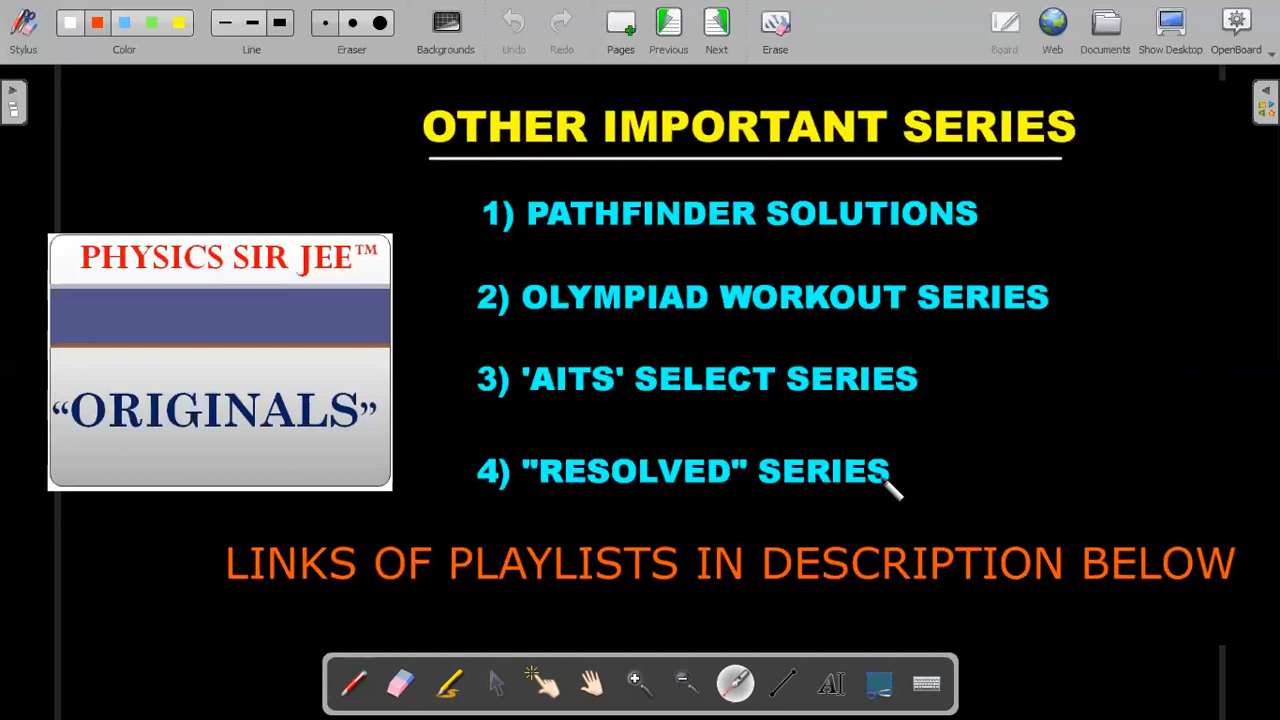 Stylus
Color
Line
Eraser
Backgrounds
Undo
Redo
Pages
Previous
Next
Erase
Board
Web
Documents
Show Desktop
OpenBoard
OTHER IMPORTANT SERIES
1) PATHFINDER SOLUTIONS
PHYSICS SIR JEE™
2) OLYMPIAD WORKOUT SERIES
3) 'AITS' SELECT SERIES
“ORIGINALS”
4) "RESOLVED" SERIES
LINKS OF PLAYLISTS IN DESCRIPTION BELOW
AI